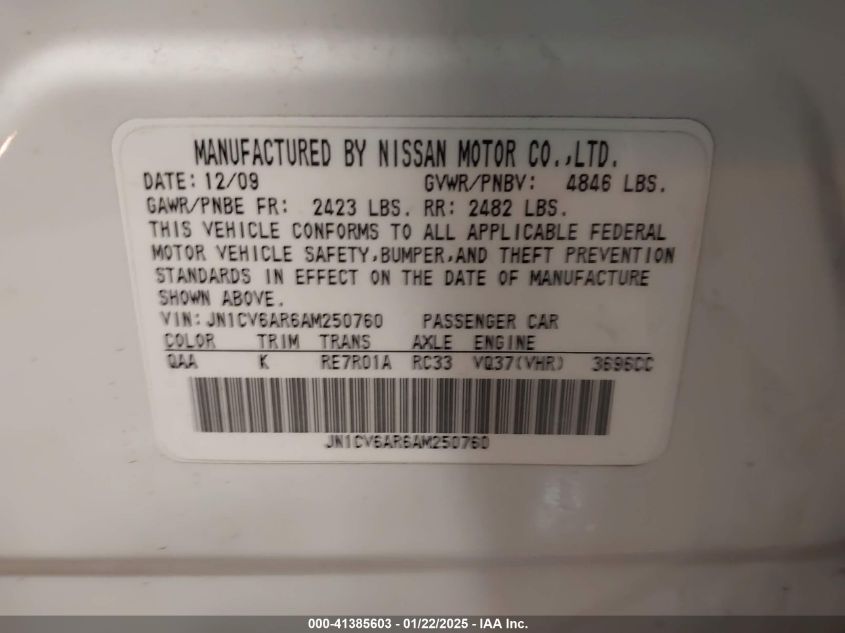 MANUFACTURED BY NISSAN MOTOR CO.,LTD.
DATE: 12/09 GVWR/PNBV: 4846 LBS.
GAWR/PNBE FR: 2423 LBS. RR: 2482 LBS.
THIS VEHICLE CONFORMS TO ALL APPLICABLE FEDERAL
MOTOR VEHICLE SAFETY,BUMPER,AND THEFT PREVENTION
STANDARDS IN EFFECT ON THE DATE OF MANUFACTURE
SHOWN ABOVE.
VIN: JN1CV6AR6AM250760 PASSENGER CAR
COLOR TRIM TRANS AXLE ENGINE
QAA K RE7R01A RC33 VQ37(VHR) 3696CC
JN1CV6AR6AM250760
000-41385603 - 01/22/2025 - IAA Inc.